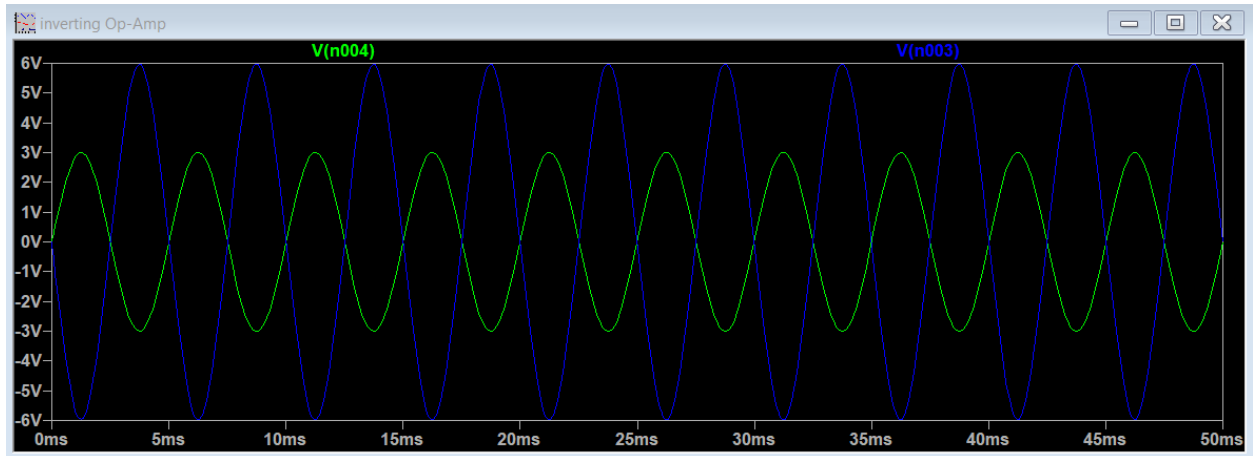 inverting Op-Amp
V(n004) V(n003)
6V
5V
4V
3V
2V
1V
0V
-1V
-2V
-3V
-4V
-5V
-6V
0ms 5ms 10ms 15ms 20ms 25ms 30ms 35ms 40ms 45ms 50ms